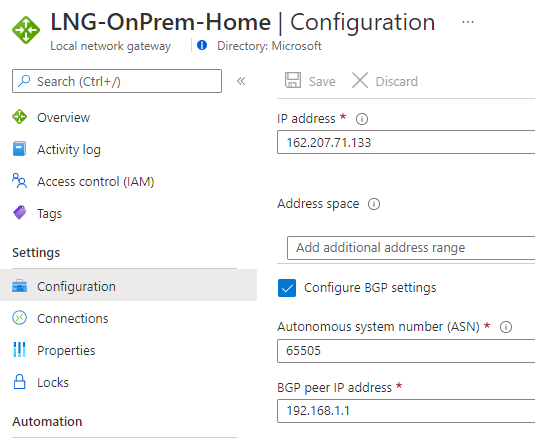 LNG-OnPrem-Home | Configuration ...
Local network gateway | Directory: Microsoft
Search (Ctrl+/)
Overview
Activity log
Access control (IAM)
Tags
Settings
Configuration
Connections
Properties
Locks
Automation
Save Discard
IP address *
162.207.71.133
Address space
Add additional address range
Configure BGP settings
Autonomous system number (ASN) *
65505
BGP peer IP address *
192.168.1.1